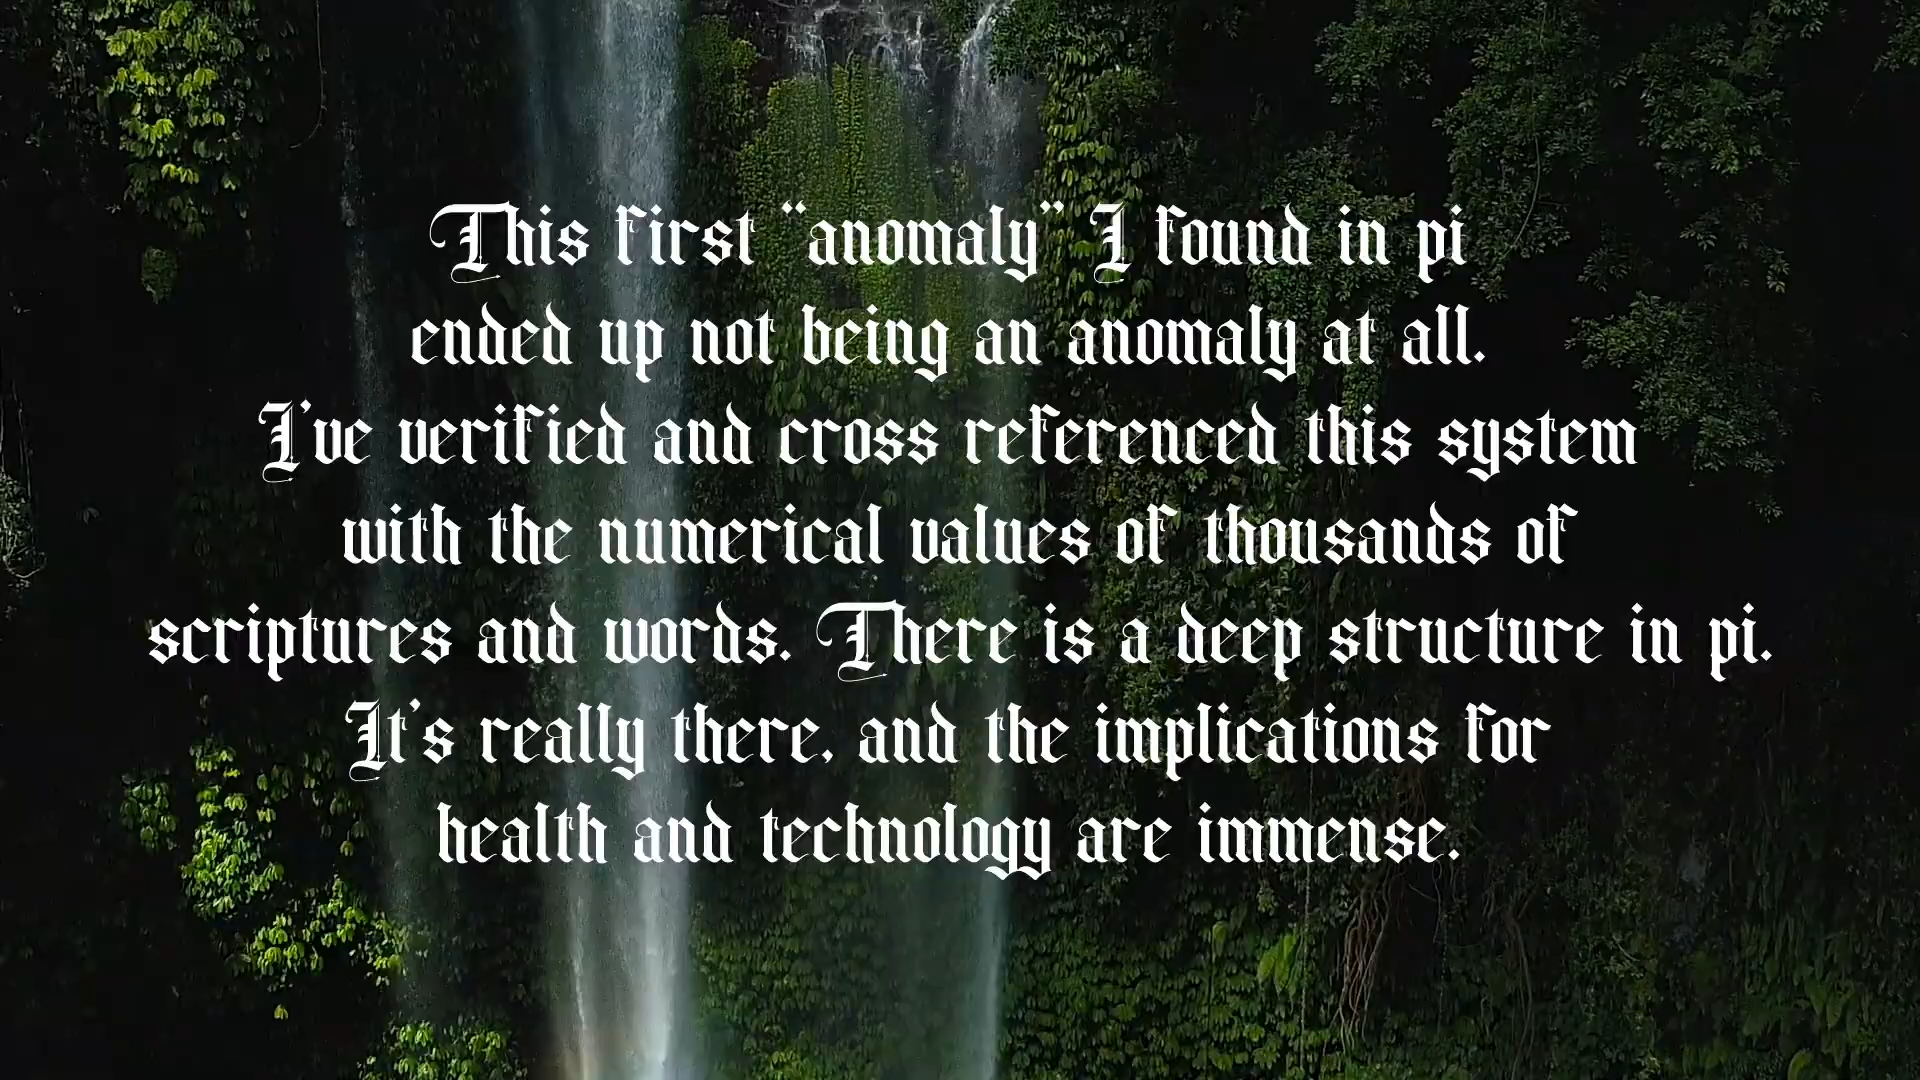 This first “anomaly” I found in pi
ended up not being an anomaly at all.
I've verified and cross referenced this system
with the numerical values of thousands of
scriptures and words. There is a deep structure in pi.
It's really there, and the implications for
health and technology are immense.